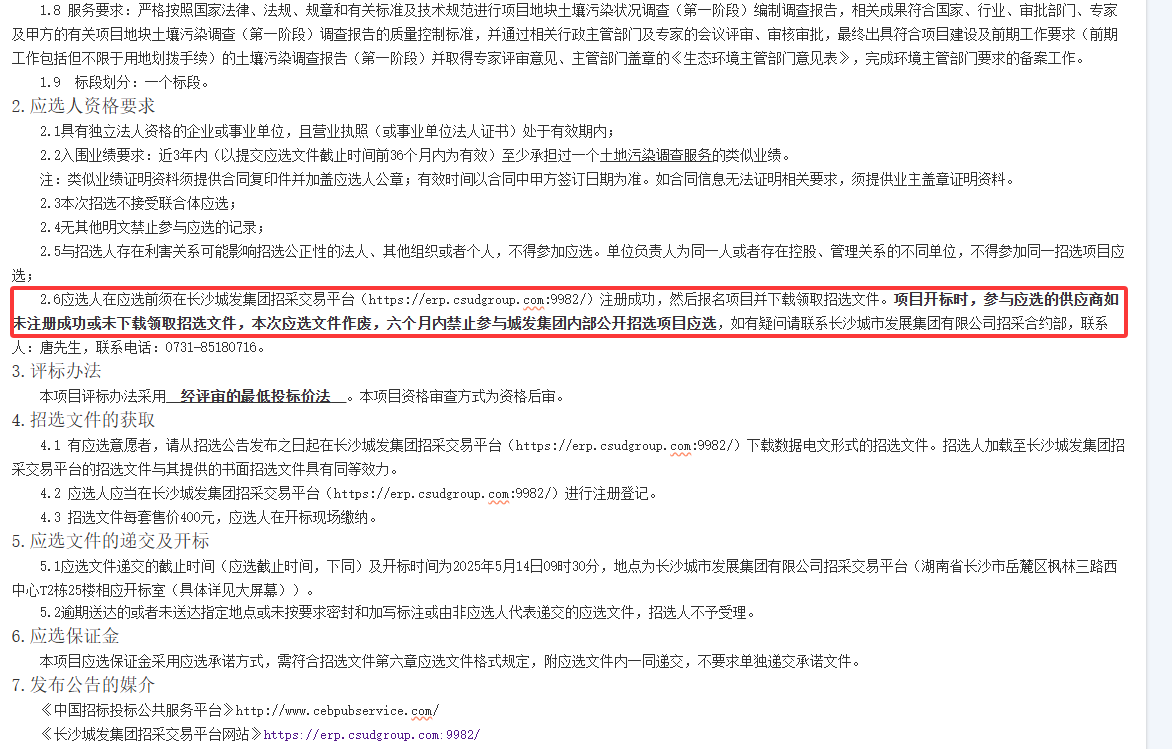 1.8 服务要求：严格按照国家法律、法规、规章和有关标准及技术规范进行项目地块土壤污染状况调查（第一阶段）编制调查报告，相关成果符合国家、行业、审批部门、专家
及甲方的有关项目地块土壤污染调查（第一阶段）调查报告的质量控制标准，并通过相关行政主管部门及专家的会议评审、审核审批，最终出具符合项目建设及前期工作要求（前期
工作包括但不限于用地划拨手续）的土壤污染调查报告（第一阶段）并取得专家评审意见、主管部门盖章的《生态环境主管部门意见表》，完成环境主管部门要求的备案工作。
1.9 标段划分：一个标段。
2. 应选人资格要求
2.1具有独立法人资格的企业或事业单位，且营业执照（或事业单位法人证书）处于有效期内；
2.2入围业绩要求：近3年内（以提交应选文件截止时间前36个月内为有效）至少承担过一个土地污染调查服务的类似业绩。
注：类似业绩证明资料须提供合同复印件并加盖应选人公章；有效时间以合同中甲方签订日期为准。如合同信息无法证明相关要求，须提供业主盖章证明资料。
2.3本次招选不接受联合体应选；
2.4无其他明文禁止参与应选的记录；
2.5与招选人存在利害关系可能影响招选公正性的法人、其他组织或者个人，不得参加应选。单位负责人为同一人或者存在控股、管理关系的不同单位，不得参加同一招选项目应
选；
2.6应选人在应选前须在长沙城发集团招采交易平台（https://erp.csudgroup.com:9982/）注册成功，然后报名项目并下载领取招选文件。项目开标时，参与应选的供应商如
未注册成功或未下载领取招选文件，本次应选文件作废，六个月内禁止参与城发集团内部公开招选项目应选，如有疑问请联系长沙城市发展集团有限公司招采合约部，联系
人：唐先生，联系电话：0731-85180716。
3. 评标办法
本项目评标办法采用 经评审的最低投标价法 。本项目资格审查方式为资格后审。
4. 招选文件的获取
4.1 有应选意愿者，请从招选公告发布之日起在长沙城发集团招采交易平台（https://erp.csudgroup.com:9982/）下载数据电文形式的招选文件。招选人加载至长沙城发集团招
采交易平台的招选文件与其提供的书面招选文件具有同等效力。
4.2 应选人应当在长沙城发集团招采交易平台（https://erp.csudgroup.com:9982/）进行注册登记。
4.3 招选文件每套售价400元，应选人在开标现场缴纳。
5. 应选文件的递交及开标
5.1应选文件递交的截止时间（应选截止时间，下同）及开标时间为2025年5月14日09时30分，地点为长沙城市发展集团有限公司招采交易平台（湖南省长沙市岳麓区枫林三路西
中心T2栋25楼相应开标室（具体详见大屏幕））。
5.2逾期送达的或者未送达指定地点或未按要求密封和加写标注或由非应选人代表递交的应选文件，招选人不予受理。
6. 应选保证金
本项目应选保证金采用应选承诺方式，需符合招选文件第六章应选文件格式规定，附应选文件内一同递交，不要求单独递交承诺文件。
7. 发布公告的媒介
《中国招标投标公共服务平台》http://www.cebpubservice.com/
《长沙城发集团招采交易平台网站》https://erp.csudgroup.com:9982/